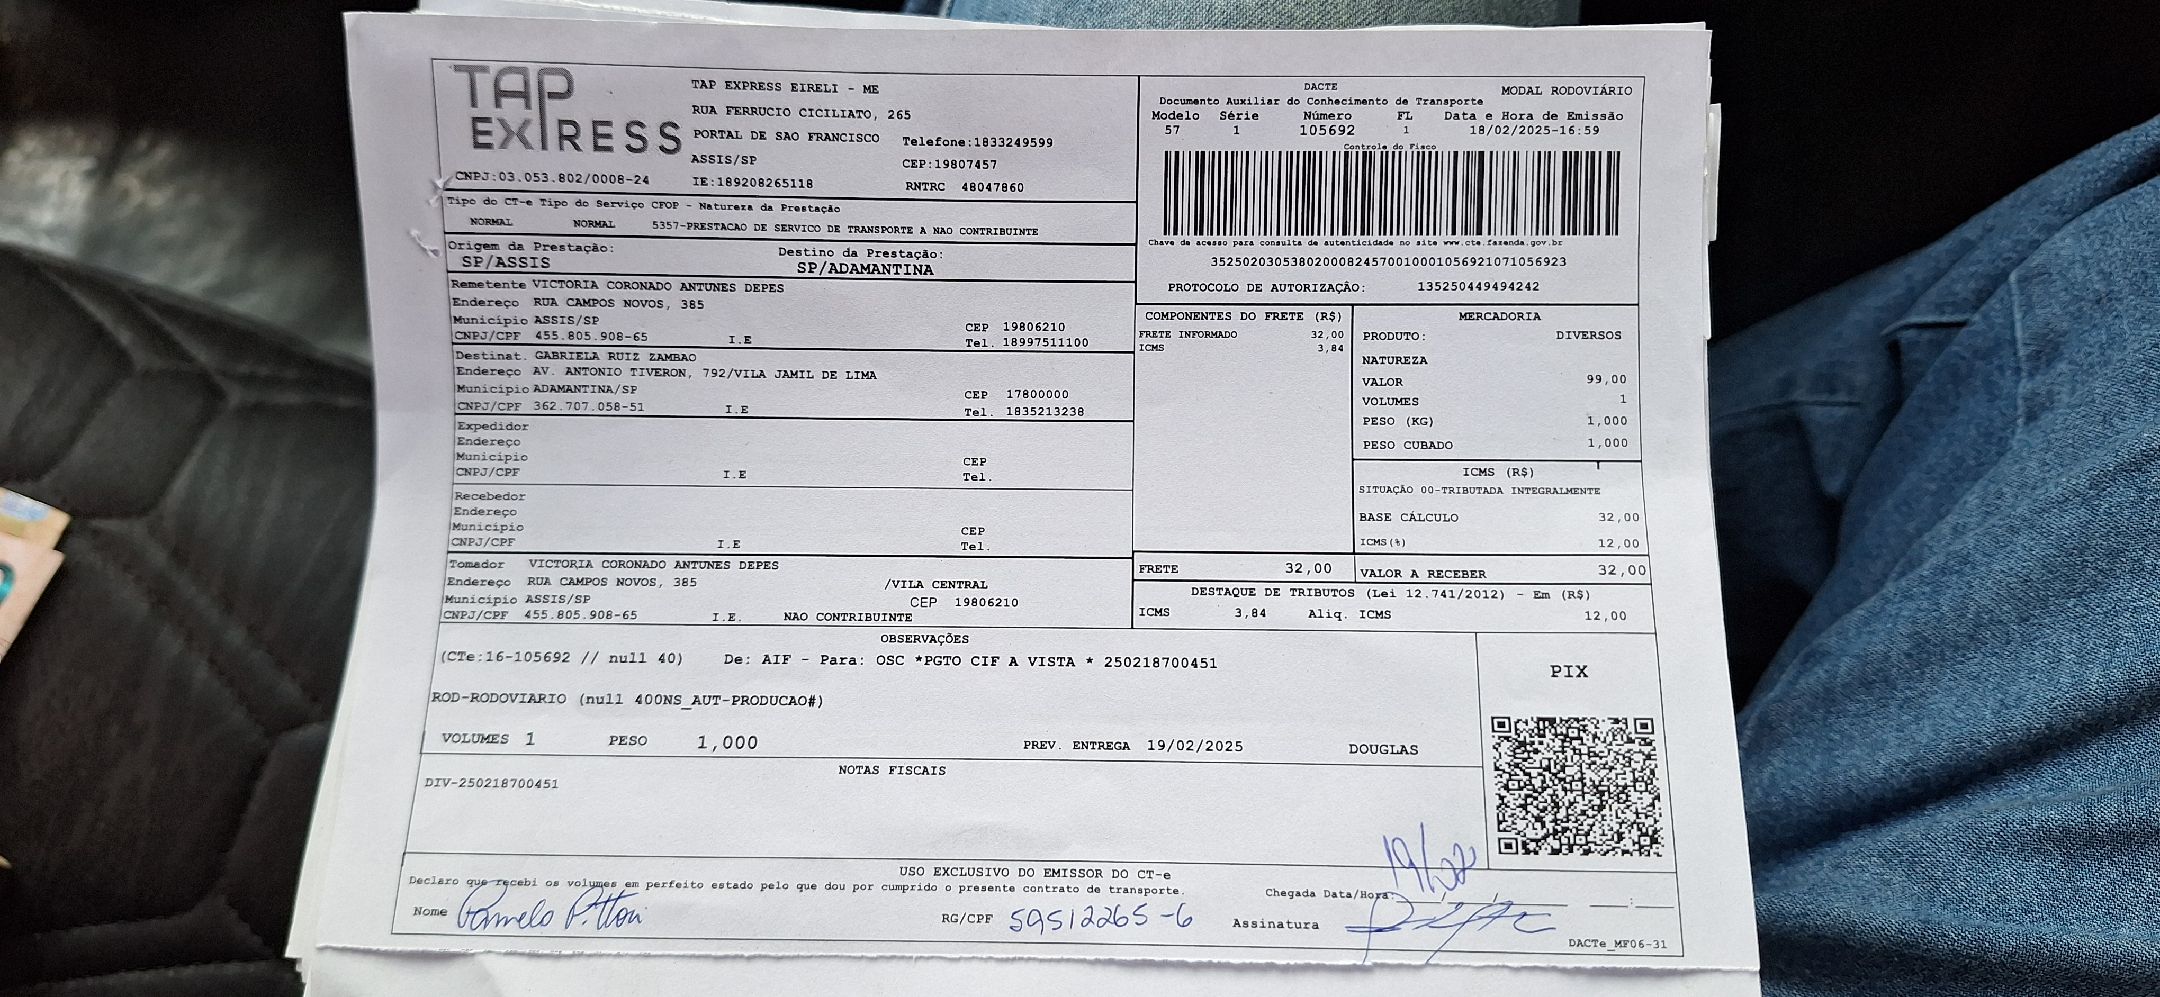 TAP EXPRESS
TAP EXPRESS EIRELI - ME
RUA FERRUCIO CICILIATO, 265
PORTAL DE SAO FRANCISCO Telefone:1833249599
ASSIS/SP CEP:19807457
CNPJ:03.053.802/0008-24 IE:189208265118 RNTRC 48047860
DACTE MODAL RODOVIÁRIO
Documento Auxiliar do Conhecimento de Transporte
Modelo Série Número FL Data e Hora de Emissão
57 1 105692 1 18/02/2025-16:59
Controle do Fisco
Chave de acesso para consulta de autenticidade no site www.cte.fazenda.gov.br
35250203053802000824570010001056921071056923
PROTOCOLO DE AUTORIZAÇÃO: 135250449494242
Tipo do CT-e Tipo do Serviço CFOP - Natureza da Prestação
NORMAL NORMAL 5357-PRESTACAO DE SERVICO DE TRANSPORTE A NAO CONTRIBUINTE
Origem da Prestação: Destino da Prestação:
SP/ASSIS SP/ADAMANTINA
Remetente VICTORIA CORONADO ANTUNES DEPES
Endereço RUA CAMPOS NOVOS, 385
Município ASSIS/SP CEP 19806210
CNPJ/CPF 455.805.908-65 I.E Tel. 18997511100
Destinat. GABRIELA RUIZ ZAMBAO
Endereço AV. ANTONIO TIVERON, 792/VILA JAMIL DE LIMA
Município ADAMANTINA/SP CEP 17800000
CNPJ/CPF 362.707.058-51 I.E Tel. 1835213238
Expedidor
Endereço
Município CEP
CNPJ/CPF I.E Tel.
Recebedor
Endereço
Município CEP
CNPJ/CPF I.E Tel.
Tomador VICTORIA CORONADO ANTUNES DEPES
Endereço RUA CAMPOS NOVOS, 385 /VILA CENTRAL
Município ASSIS/SP CEP 19806210
CNPJ/CPF 455.805.908-65 I.E. NAO CONTRIBUINTE
COMPONENTES DO FRETE (R$)
FRETE INFORMADO 32,00
ICMS 3,84
MERCADORIA
PRODUTO: DIVERSOS
NATUREZA
VALOR 99,00
VOLUMES 1
PESO (KG) 1,000
PESO CUBADO 1,000
ICMS (R$)
SITUAÇÃO 00-TRIBUTADA INTEGRALMENTE
BASE CÁLCULO 32,00
ICMS(%) 12,00
FRETE 32,00 VALOR A RECEBER 32,00
DESTAQUE DE TRIBUTOS (Lei 12.741/2012) - Em (R$)
ICMS 3,84 Aliq. ICMS 12,00
OBSERVAÇÕES
(CTe:16-105692 // null 40) De: AIF - Para: OSC *PGTO CIF A VISTA * 250218700451
ROD-RODOVIARIO (null 400NS_AUT-PRODUCAO#)
VOLUMES 1 PESO 1,000 PREV. ENTREGA 19/02/2025 DOUGLAS
PIX
NOTAS FISCAIS
DIV-250218700451
USO EXCLUSIVO DO EMISSOR DO CT-e
Declaro que recebi os volumes em perfeito estado pelo que dou por cumprido o presente contrato de transporte.
Chegada Data/Hora: 19/02
Nome Pamela Pittori RG/CPF 59512265-6 Assinatura
DACTe_MF06-31